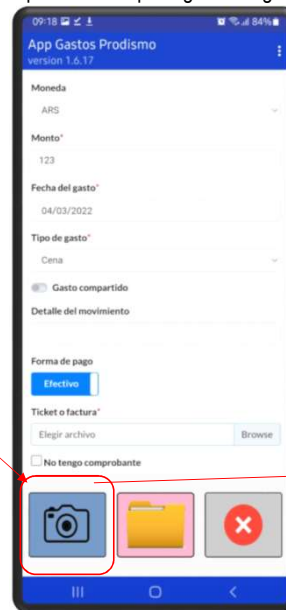 09:18 84%
App Gastos Prodismo
version 1.6.17
Moneda
ARS
Monto*
123
Fecha del gasto*
04/03/2022
Tipo de gasto*
Cena
Gasto compartido
Detalle del movimiento
Forma de pago
Efectivo
Ticket o factura*
Elegir archivo Browse
No tengo comprobante